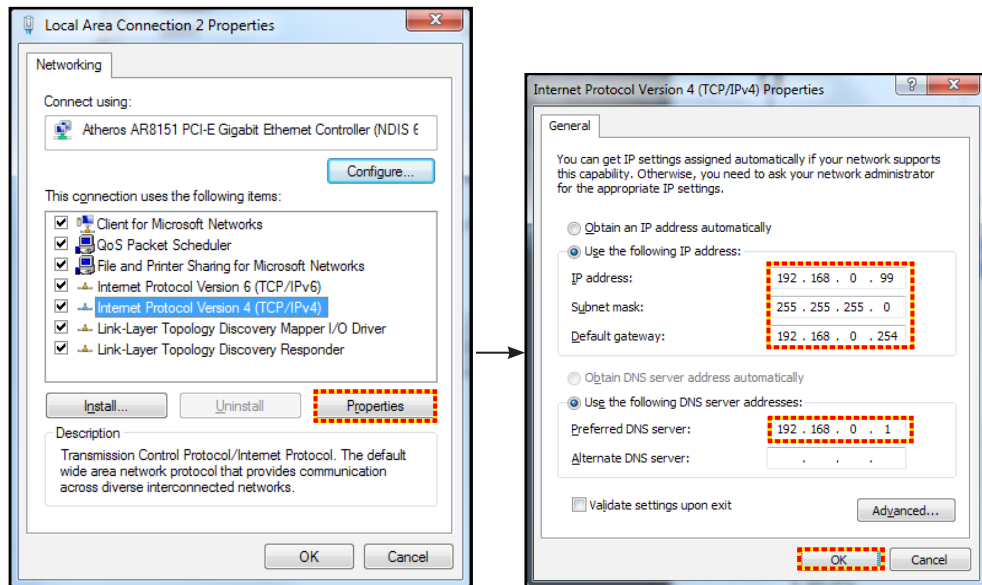 Local Area Connection 2 Properties
Networking
Connect using:
Atheros AR8151 PCI-E Gigabit Ethernet Controller (NDIS 6
Configure...
This connection uses the following items:
Client for Microsoft Networks
QoS Packet Scheduler
File and Printer Sharing for Microsoft Networks
Internet Protocol Version 6 (TCP/IPv6)
Internet Protocol Version 4 (TCP/IPv4)
Link-Layer Topology Discovery Mapper I/O Driver
Link-Layer Topology Discovery Responder
Install...
Uninstall
Properties
Description
Transmission Control Protocol/Internet Protocol. The default
wide area network protocol that provides communication
across diverse interconnected networks.
OK
Cancel
Internet Protocol Version 4 (TCP/IPv4) Properties
General
You can get IP settings assigned automatically if your network supports
this capability. Otherwise, you need to ask your network administrator
for the appropriate IP settings.
Obtain an IP address automatically
Use the following IP address:
IP address: 192 . 168 . 0 . 99
Subnet mask: 255 . 255 . 255 . 0
Default gateway: 192 . 168 . 0 . 254
Obtain DNS server address automatically
Use the following DNS server addresses:
Preferred DNS server: 192 . 168 . 0 . 1
Alternate DNS server: . . .
Validate settings upon exit
Advanced...
OK
Cancel